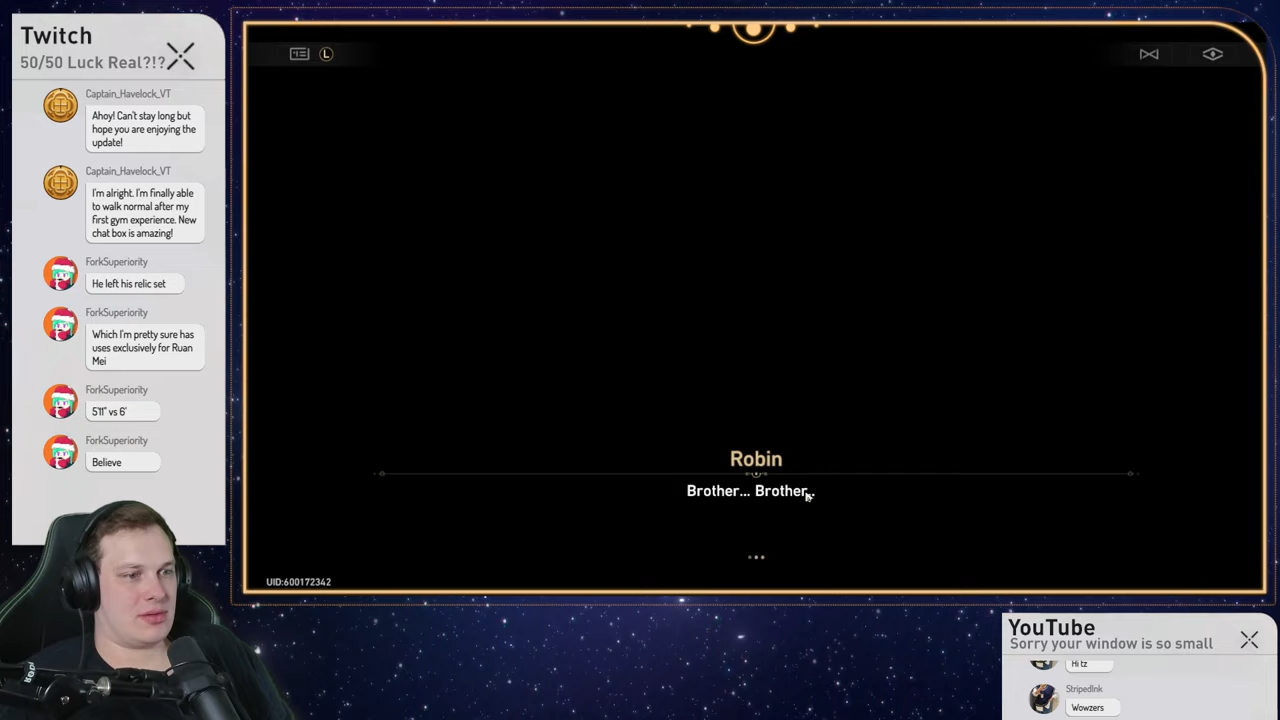 Twitch
50/50 Luck Real?!?
Captain_Havelock_VT
Ahoy! Can't stay long but
hope you are enjoying the
update!
Captain_Havelock_VT
I'm alright. I'm finally able
to walk normal after my
first gym experience. New
chat box is amazing!
ForkSuperiority
He left his relic set
ForkSuperiority
Which I'm pretty sure has
uses exclusively for Ruan
Mei
ForkSuperiority
5'11" vs 6'
ForkSuperiority
Believe
L
Robin
Brother... Brother...
UID:600172342
YouTube
Sorry your window is so small
Hi tz
StripedInk
Wowzers